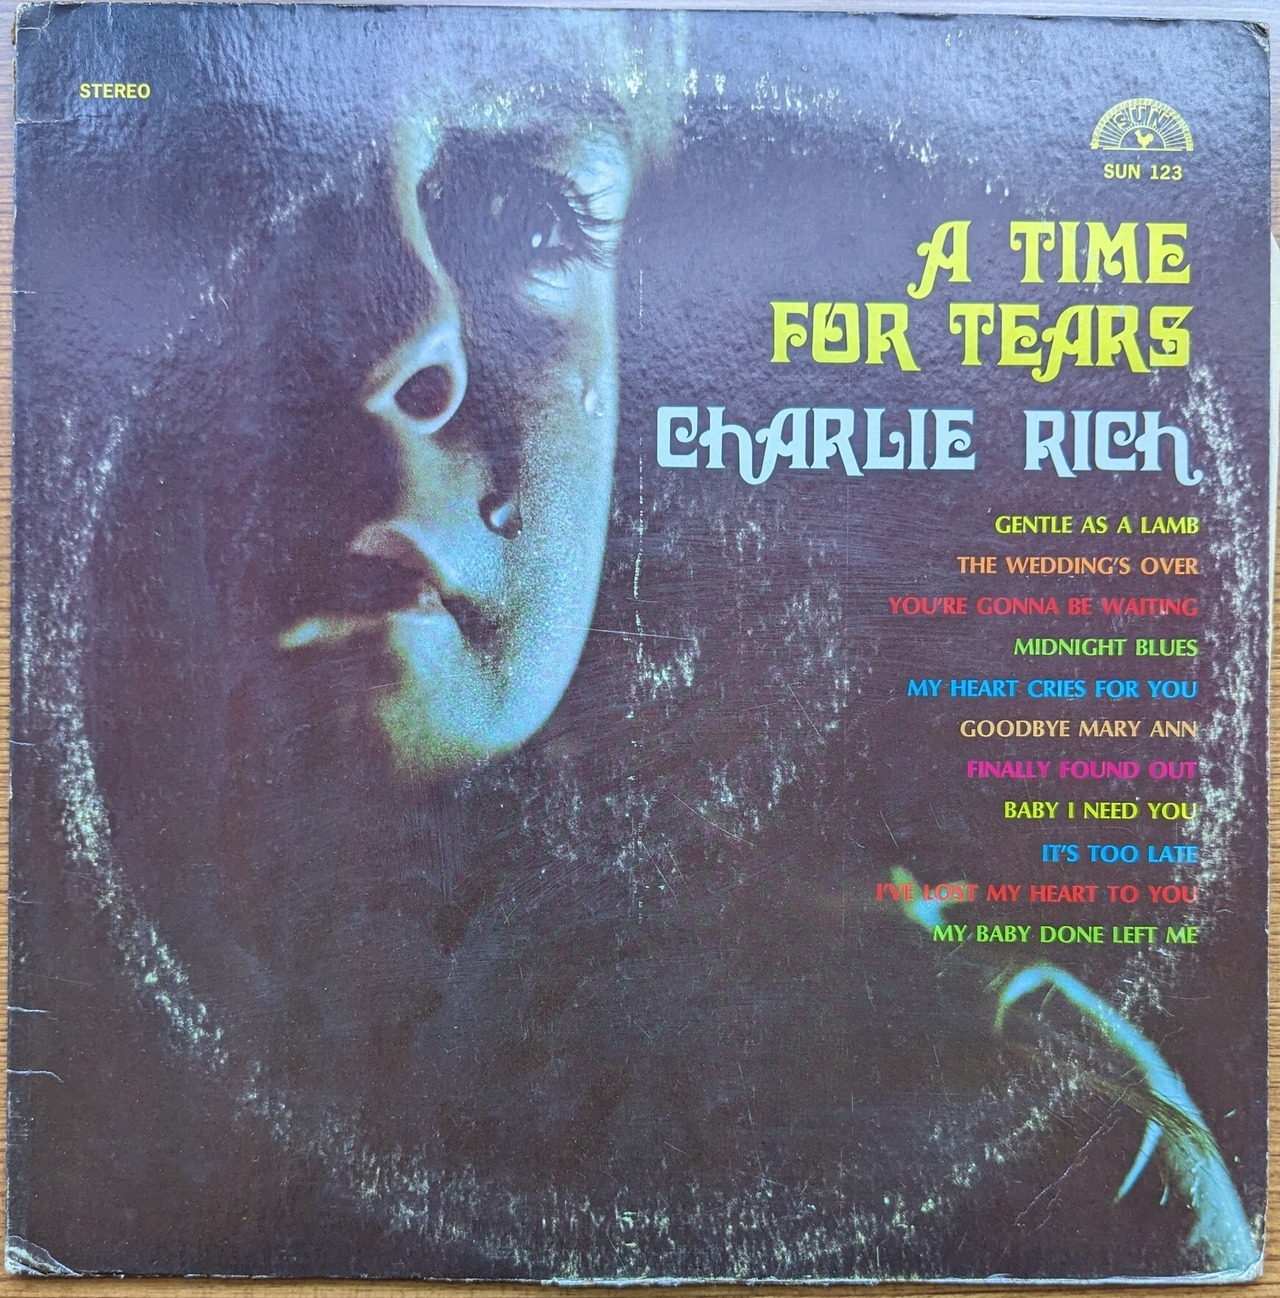 STEREO
SUN
SUN 123
A TIME
FOR TEARS
ChARLIE RICh
GENTLE AS A LAMB
THE WEDDING'S OVER
YOU'RE GONNA BE WAITING
MIDNIGHT BLUES
MY HEART CRIES FOR YOU
GOODBYE MARY ANN
FINALLY FOUND OUT
BABY I NEED YOU
IT'S TOO LATE
I'VE LOST MY HEART TO YOU
MY BABY DONE LEFT ME